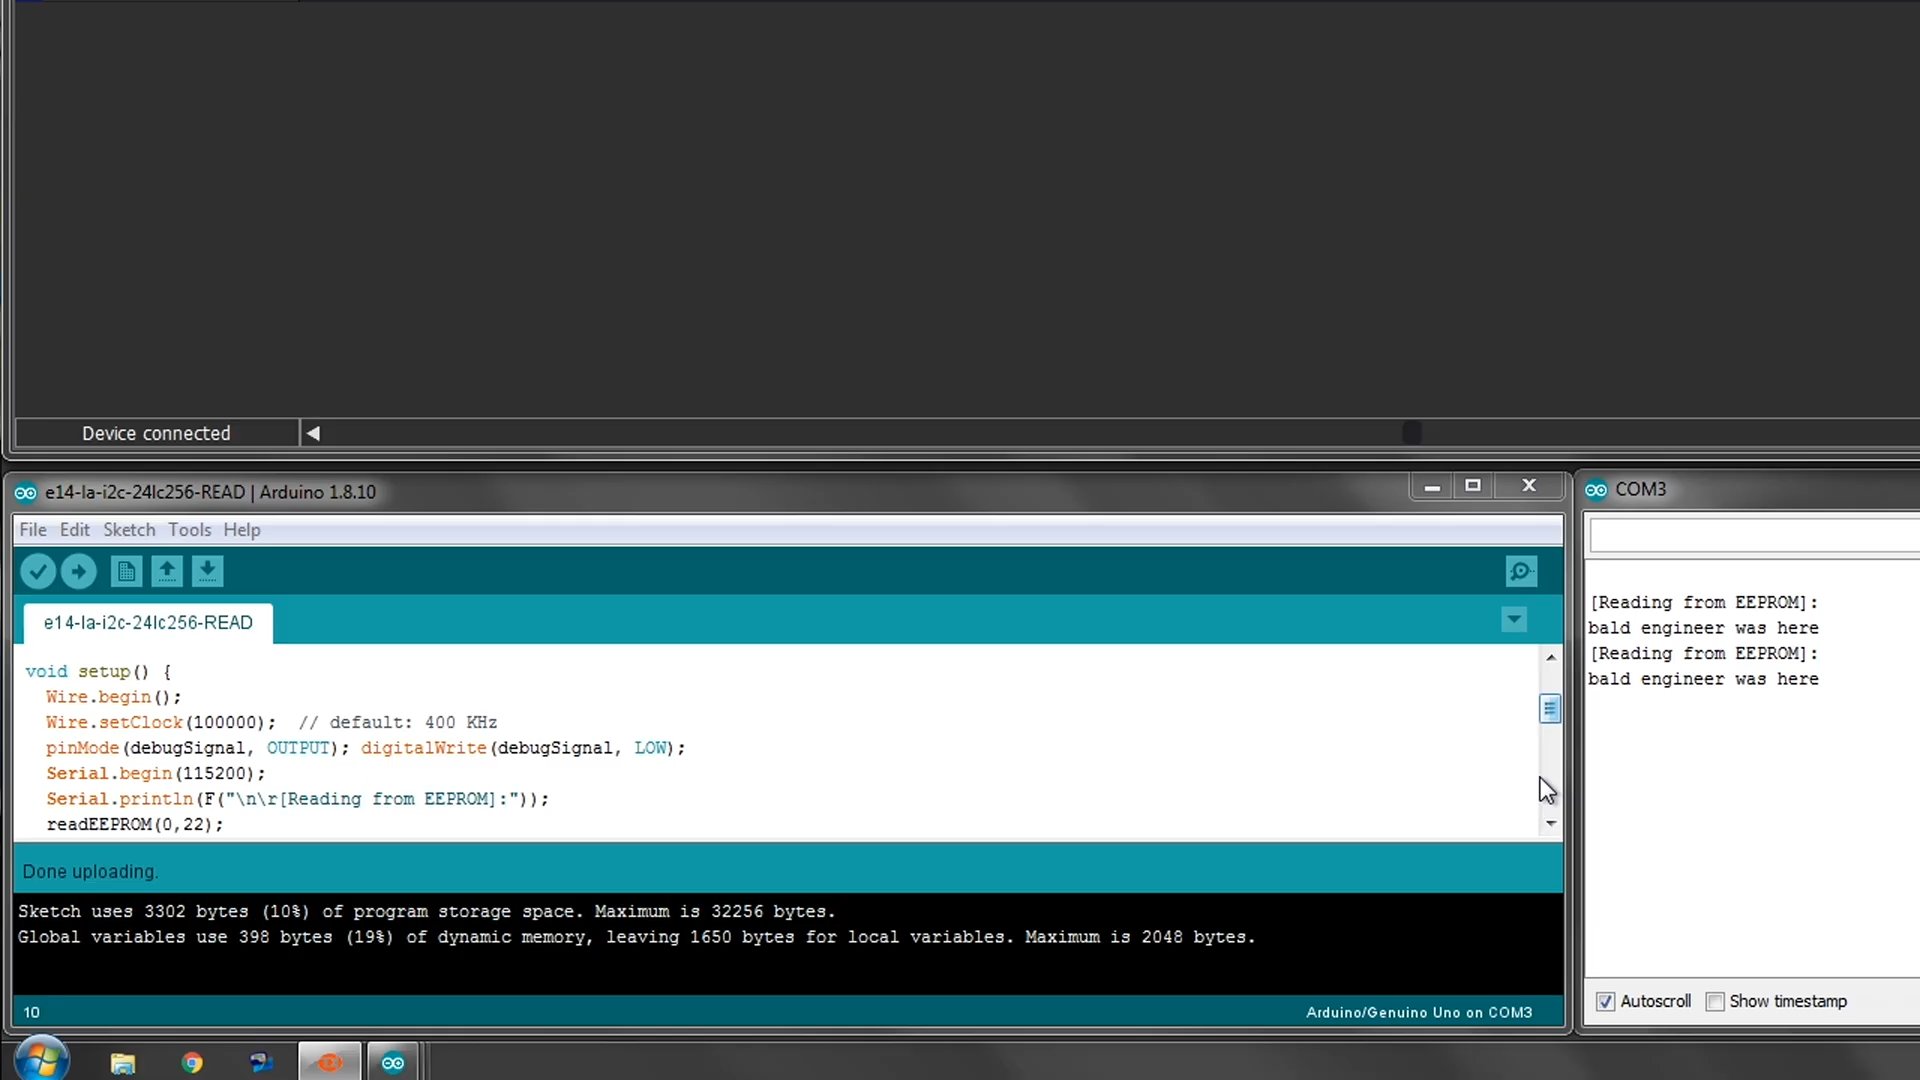 Device connected
e14-la-i2c-24lc256-READ | Arduino 1.8.10
File Edit Sketch Tools Help
e14-la-i2c-24lc256-READ
void setup() {
Wire.begin();
Wire.setClock(100000);  // default: 400 KHz
pinMode(debugSignal, OUTPUT); digitalWrite(debugSignal, LOW);
Serial.begin(115200);
Serial.println(F("\n\r[Reading from EEPROM]:"));
readEEPROM(0,22);
Done uploading.
Sketch uses 3302 bytes (10%) of program storage space. Maximum is 32256 bytes.
Global variables use 398 bytes (19%) of dynamic memory, leaving 1650 bytes for local variables. Maximum is 2048 bytes.
10
Arduino/Genuino Uno on COM3
COM3
[Reading from EEPROM]:
bald engineer was here
[Reading from EEPROM]:
bald engineer was here
Autoscroll
Show timestamp